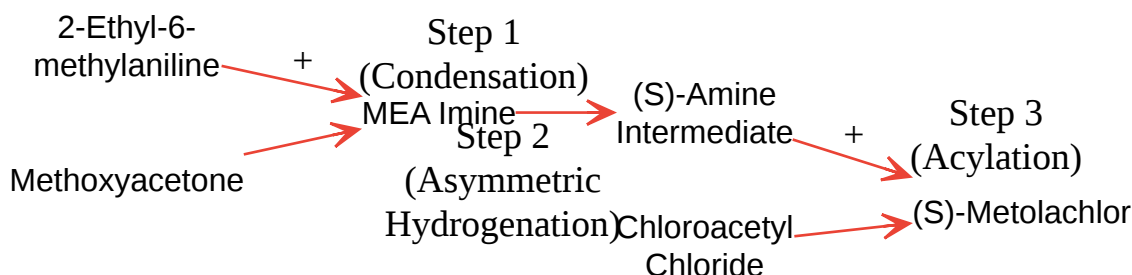 2-Ethyl-6-
methylaniline
+
Methoxyacetone
Step 1
(Condensation)
MEA Imine
Step 2
(Asymmetric
Hydrogenation)
(S)-Amine
Intermediate
+
Chloroacetyl
Chloride
Step 3
(Acylation)
(S)-Metolachlor